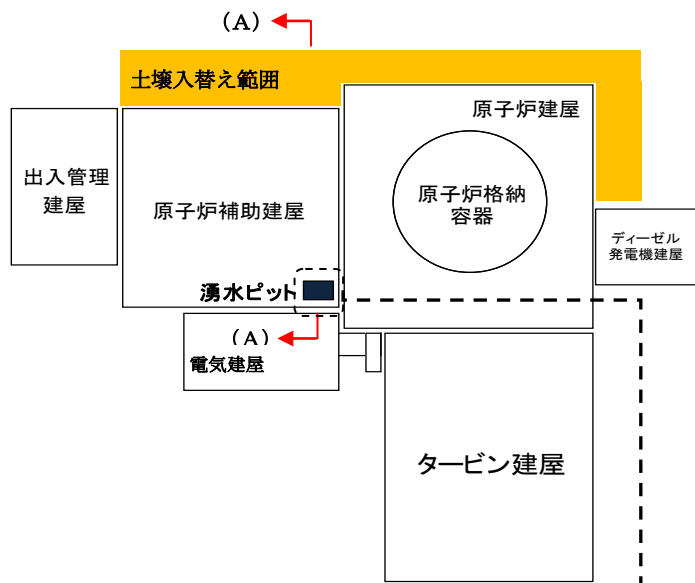 (A)
土壌入替え範囲
原子炉建屋
出入管理
建屋
原子炉補助建屋
原子炉格納
容器
ディーゼル
発電機建屋
湧水ピット
(A)
電気建屋
タービン建屋